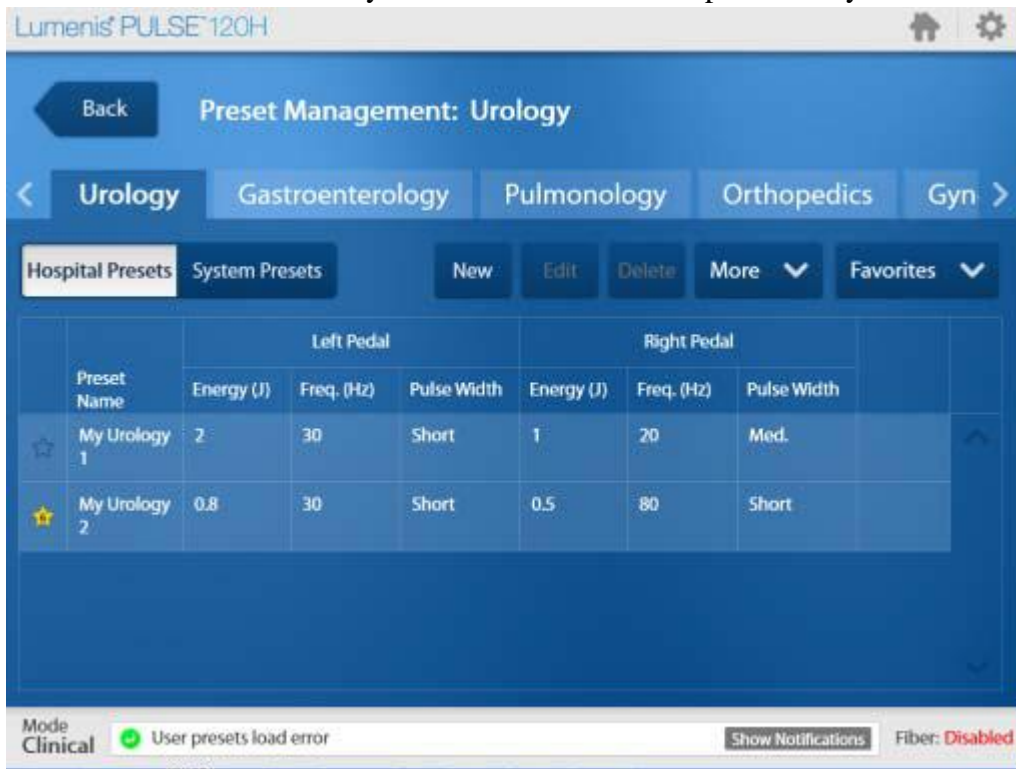 Lumenis® PULSE™ 120H
Back
Preset Management: Urology
Urology Gastroenterology Pulmonology Orthopedics Gyn
Hospital Presets System Presets New Edit Delete More Favorites
Left Pedal Right Pedal
Preset Name Energy (J) Freq. (Hz) Pulse Width Energy (J) Freq. (Hz) Pulse Width
My Urology 1 2 30 Short 1 20 Med.
My Urology 2 0.8 30 Short 0.5 80 Short
Mode
Clinical User presets load error Show Notifications Fiber: Disabled